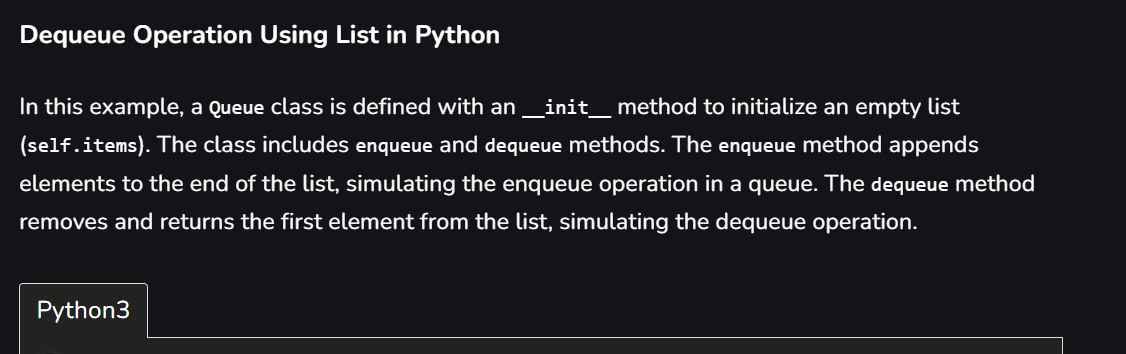 Dequeue Operation Using List in Python
In this example, a Queue class is defined with an __init__ method to initialize an empty list
(self.items). The class includes enqueue and dequeue methods. The enqueue method appends
elements to the end of the list, simulating the enqueue operation in a queue. The dequeue method
removes and returns the first element from the list, simulating the dequeue operation.
Python3